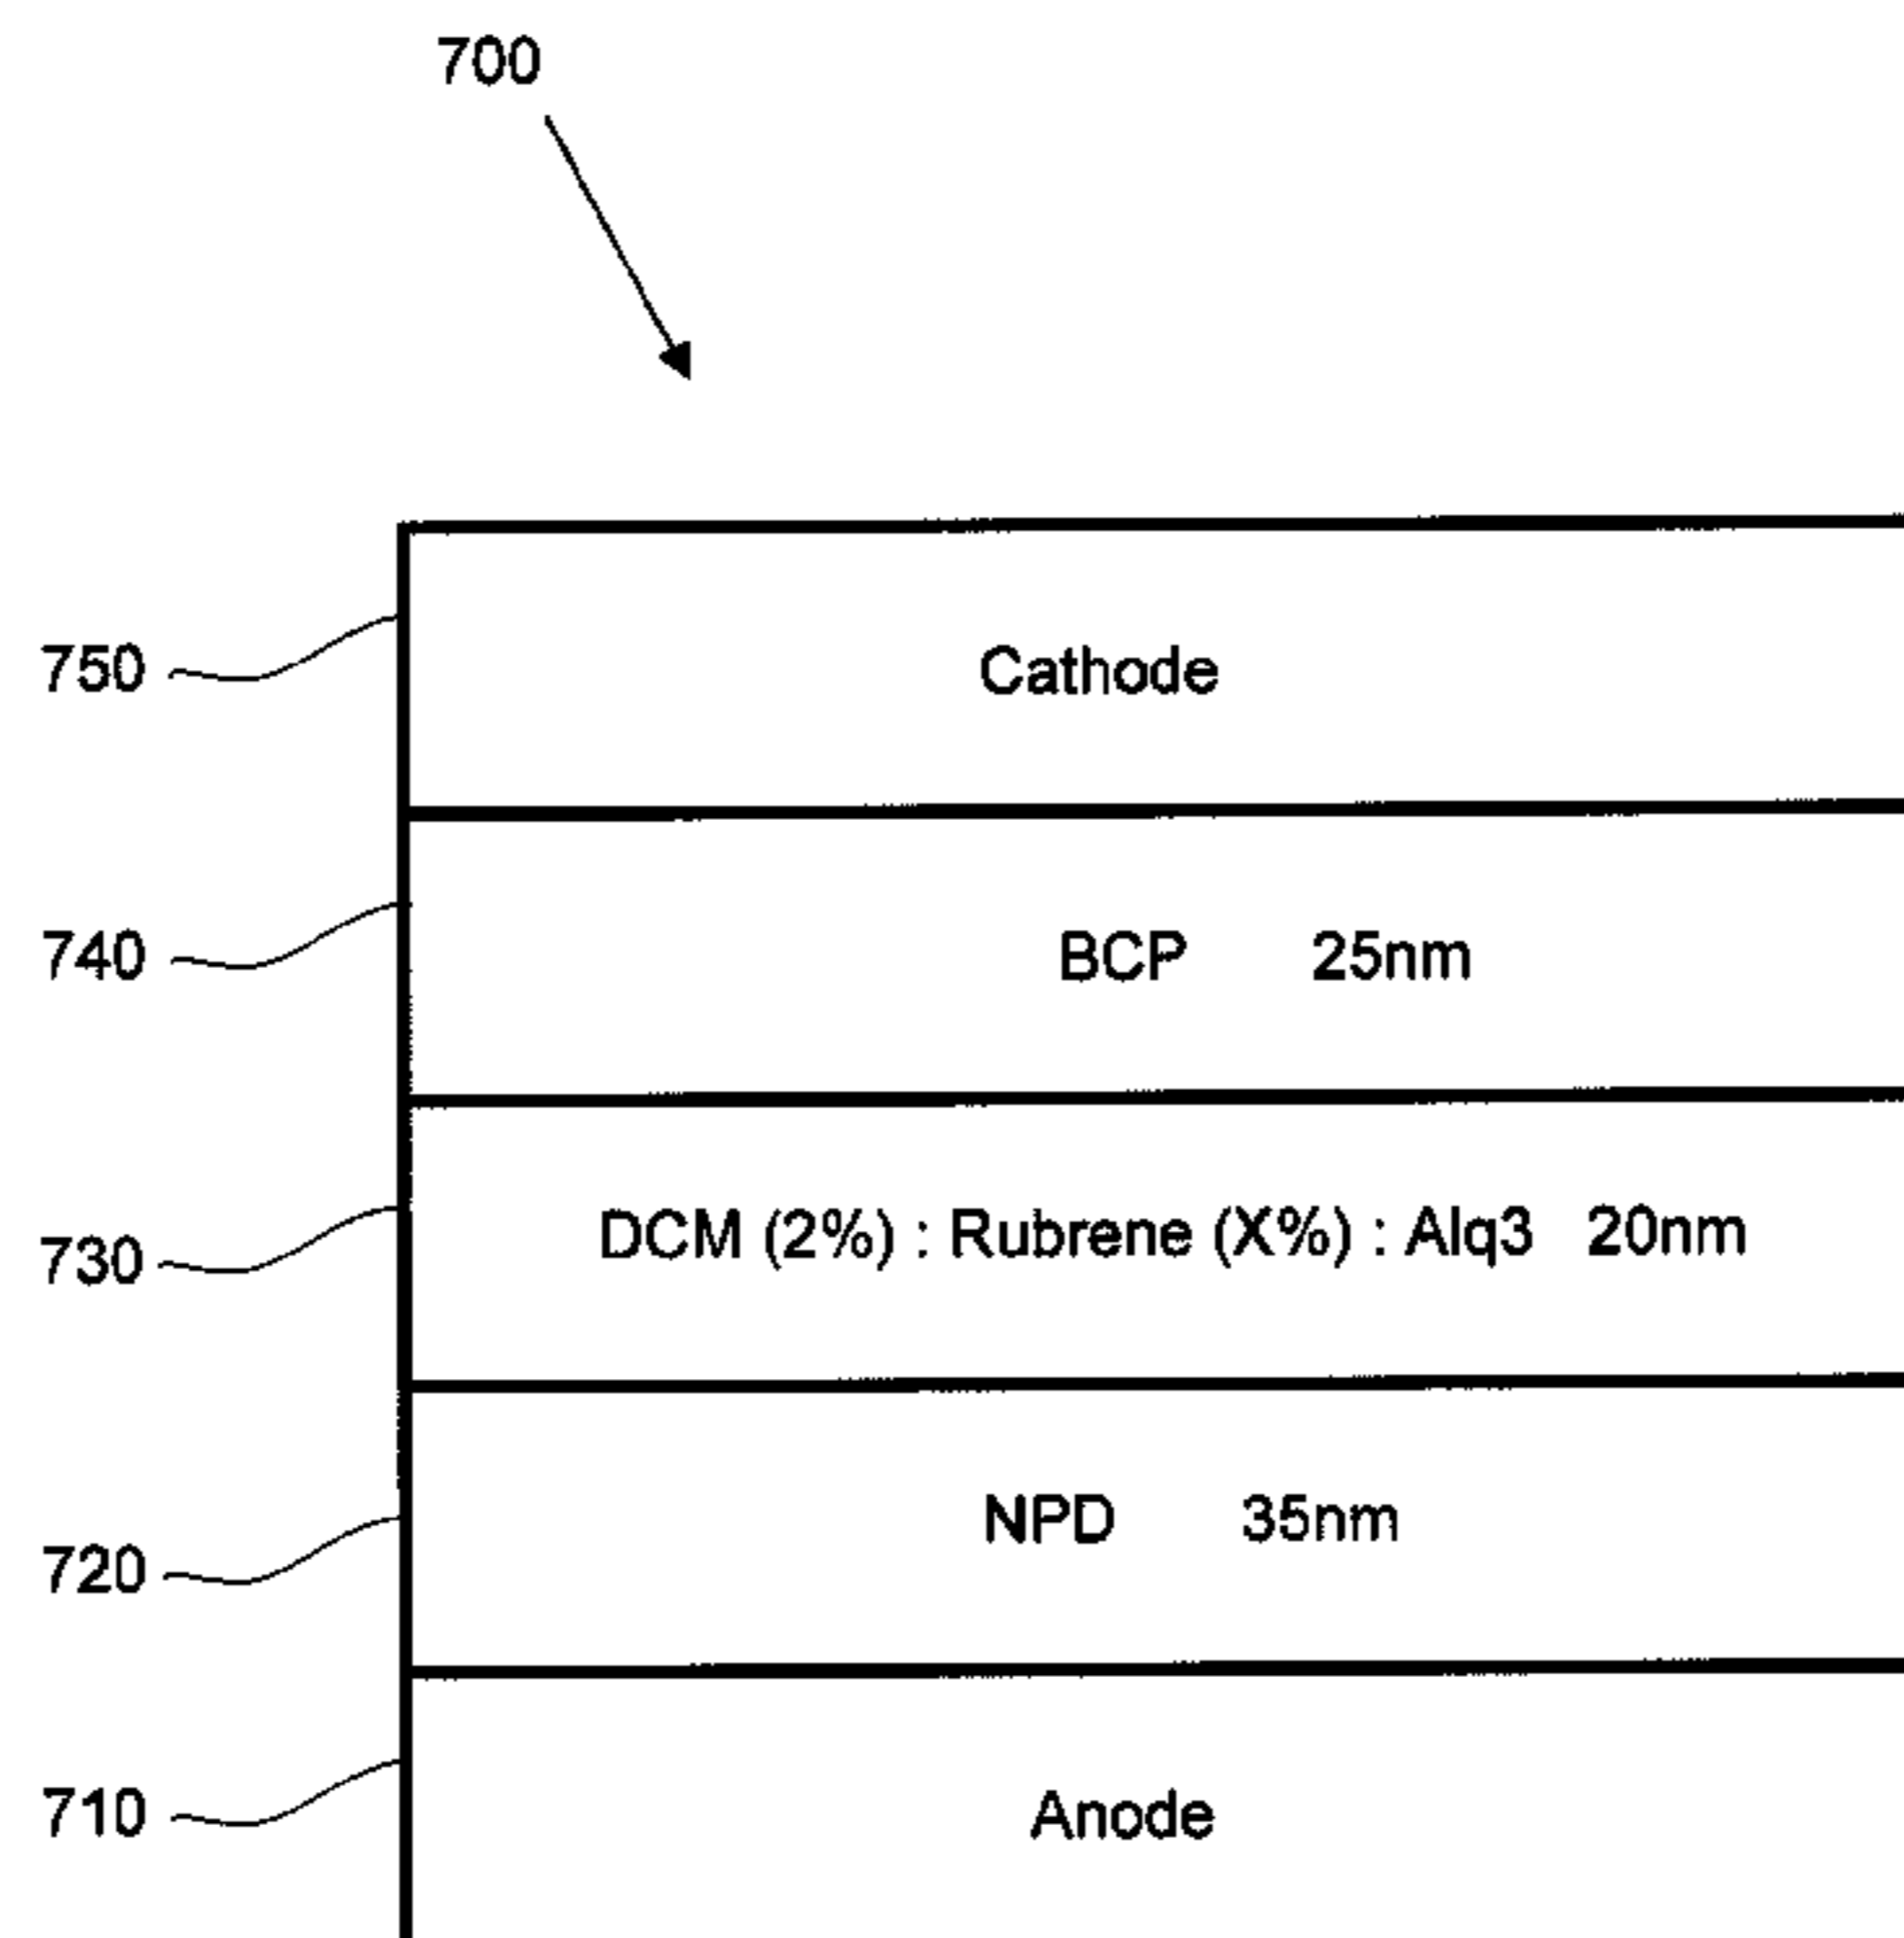 700
750 Cathode
740 BCP 25nm
730 DCM (2%) : Rubrene (X%) : Alq3 20nm
720 NPD 35nm
710 Anode